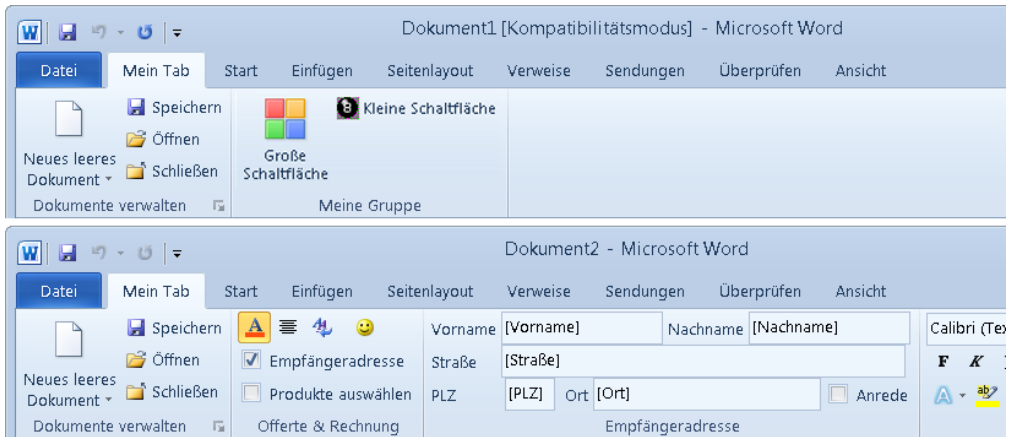 Dokument1 [Kompatibilitätsmodus] - Microsoft Word
Datei Mein Tab Start Einfügen Seitenlayout Verweise Sendungen Überprüfen Ansicht
Speichern Kleine Schaltfläche
Öffnen
Neues leeres Große
Dokument Schließen Schaltfläche
Dokumente verwalten Meine Gruppe
Dokument2 - Microsoft Word
Datei Mein Tab Start Einfügen Seitenlayout Verweise Sendungen Überprüfen Ansicht
Speichern Vorname [Vorname] Nachname [Nachname] Calibri (Te
Öffnen Empfängeradresse Straße [Straße] F K
Neues leeres
Dokument Schließen Produkte auswählen PLZ [PLZ] Ort [Ort] Anrede
Dokumente verwalten Offerte & Rechnung Empfängeradresse